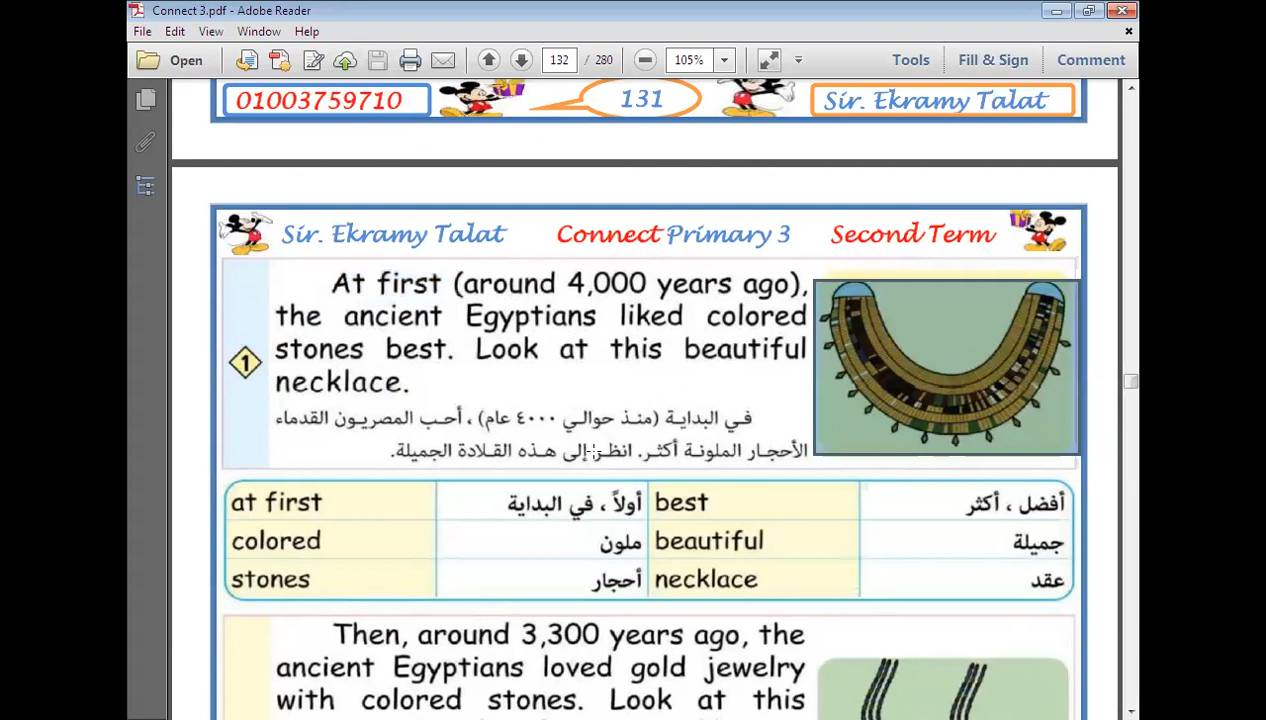 Connect 3.pdf - Adobe Reader
File Edit View Window Help
Open 132 / 280 105% Tools Fill & Sign Comment
01003759710 131 Sir. Ekramy Talat
Sir. Ekramy Talat Connect Primary 3 Second Term
At first (around 4,000 years ago),
the ancient Egyptians liked colored
stones best. Look at this beautiful
necklace.
1
في البداية (منذ حوالي ٤٠٠٠ عام) ، أحب المصريون القدماء
الأحجار الملونة أكثر. انظر إلى هذه القلادة الجميلة.
at first أولاً ، في البداية best أفضل ، أكثر
colored ملون beautiful جميلة
stones أحجار necklace عقد
Then, around 3,300 years ago, the
ancient Egyptians loved gold jewelry
with colored stones. Look at this